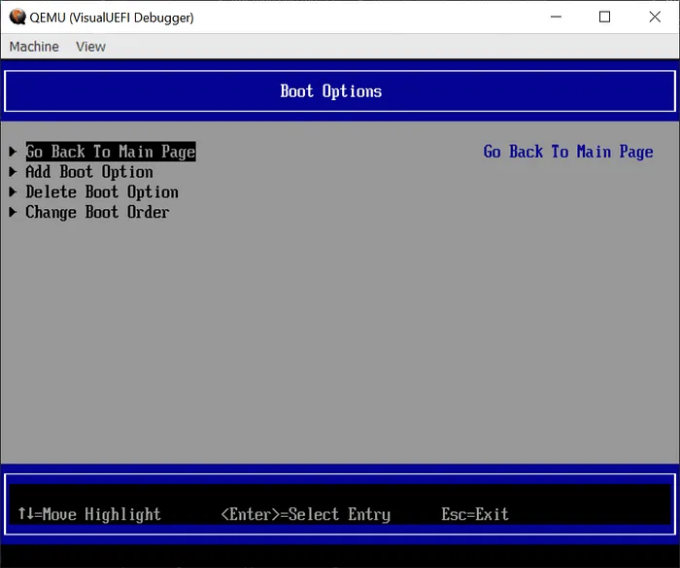 QEMU (VisualUEFI Debugger)
Machine View
Boot Options
Go Back To Main Page Go Back To Main Page
Add Boot Option
Delete Boot Option
Change Boot Order
↑↓=Move Highlight <Enter>=Select Entry Esc=Exit